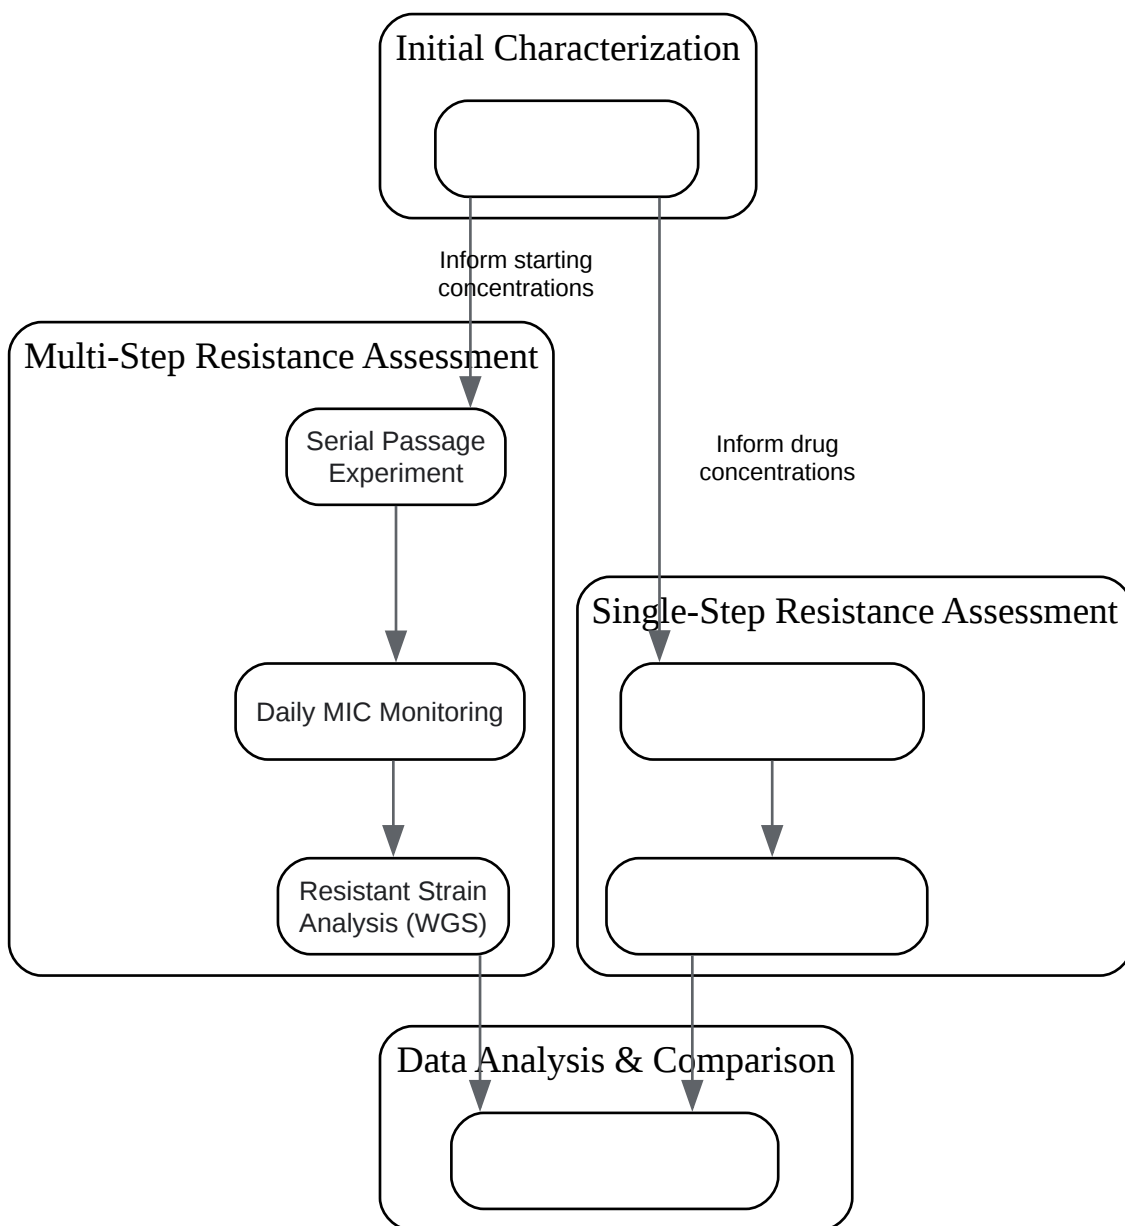 Initial Characterization
Inform starting
concentrations
Multi-Step Resistance Assessment
Serial Passage
Experiment
Inform drug
concentrations
Single-Step Resistance Assessment
Daily MIC Monitoring
Resistant Strain
Analysis (WGS)
Data Analysis & Comparison